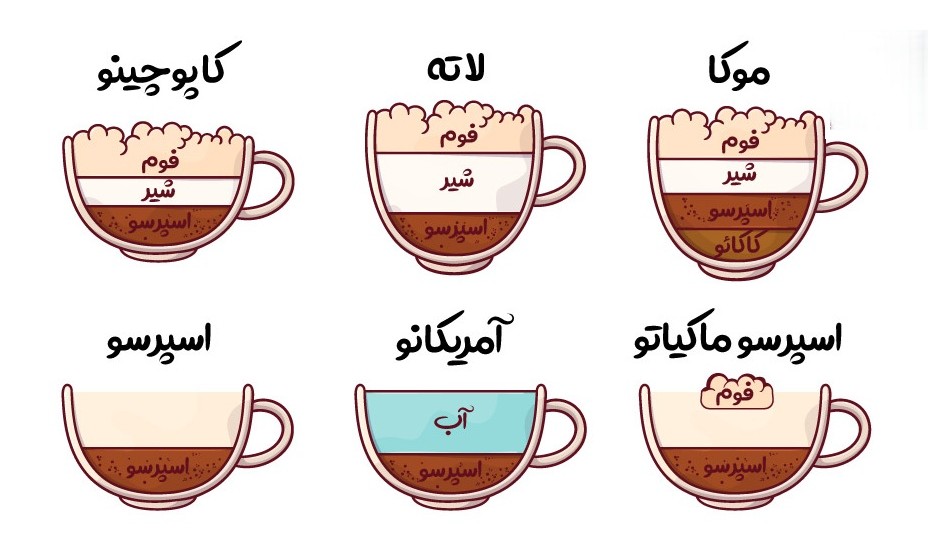 موکا
فوم
شیر
اسپرسو
کاکائو
لاته
فوم
شیر
اسپرسو
کاپوچینو
فوم
شیر
اسپرسو
اسپرسو ماکیاتو
فوم
اسپرسو
آمریکانو
آب
اسپرسو
اسپرسو
اسپرسو